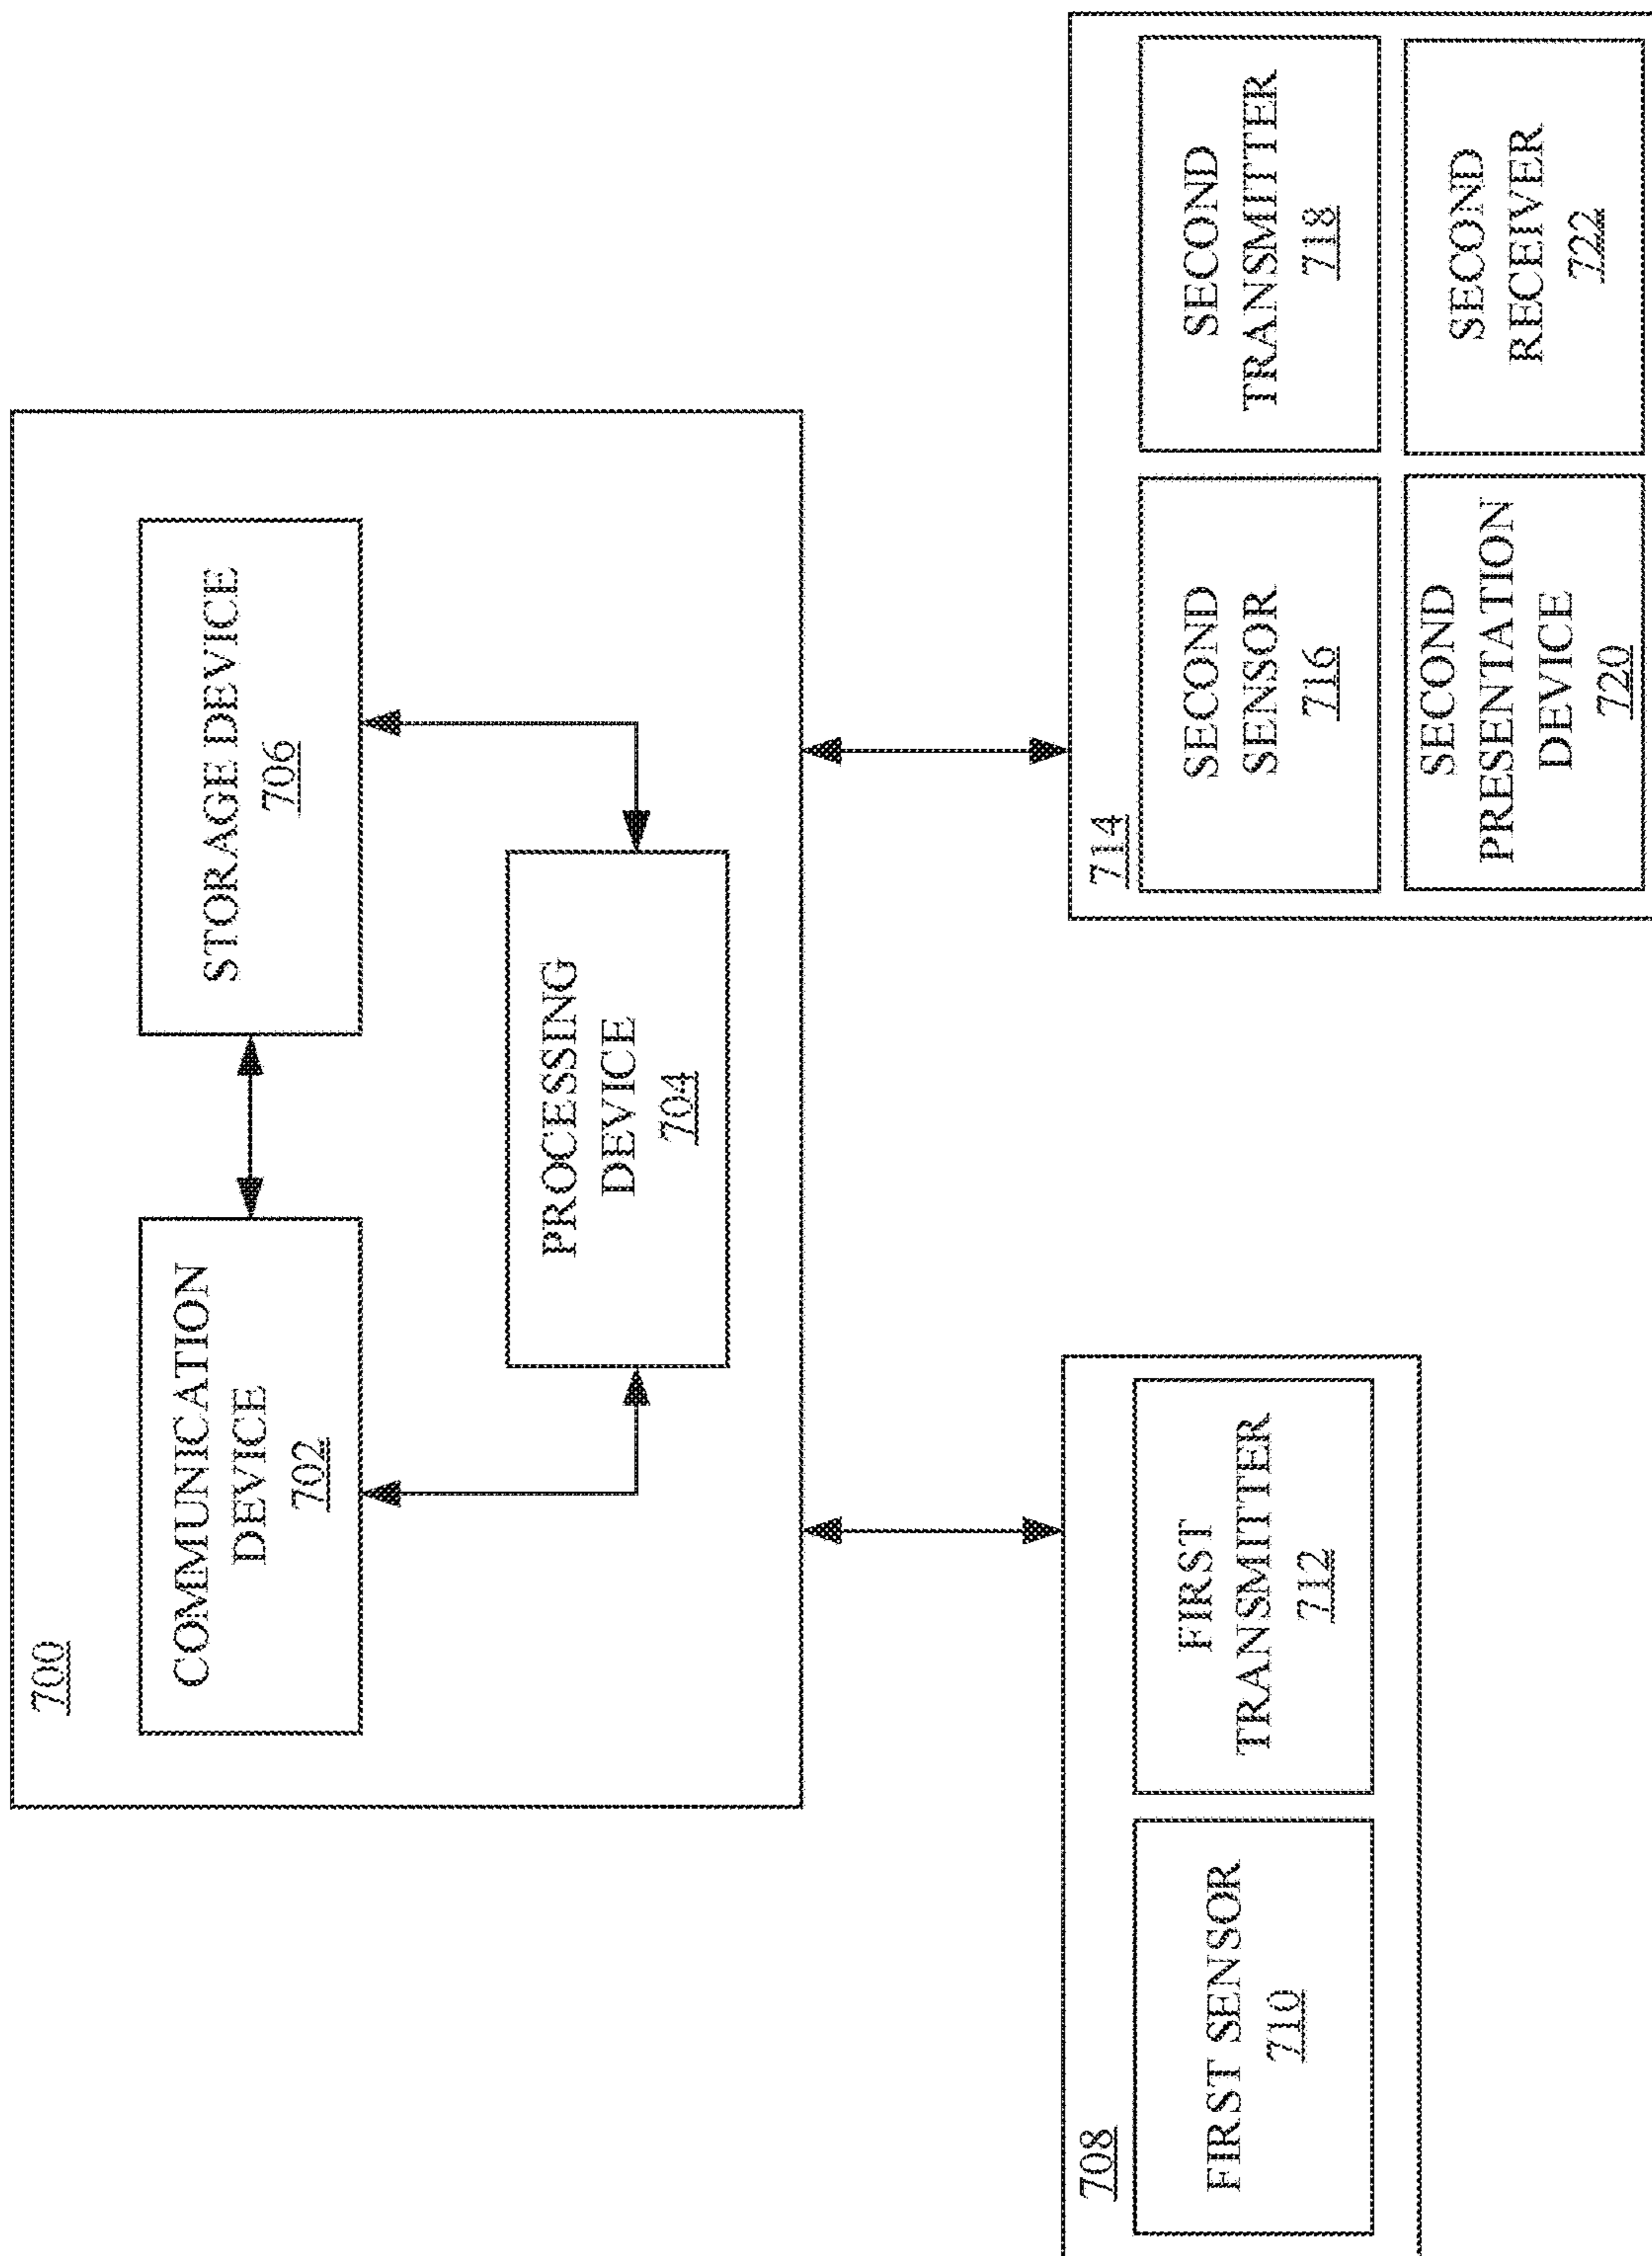 700
COMMUNICATION
DEVICE
702
STORAGE DEVICE
706
PROCESSING
DEVICE
704
708
FIRST SENSOR
710
FIRST
TRANSMITTER
712
714
SECOND
SENSOR
716
SECOND
TRANSMITTER
718
SECOND
PRESENTATION
DEVICE
720
SECOND
RECEIVER
722